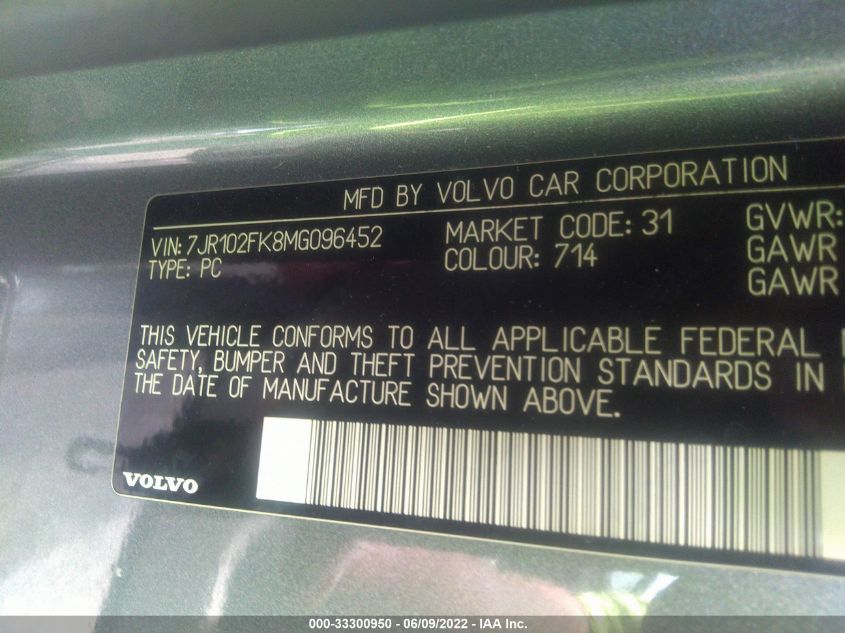 MFD BY VOLVO CAR CORPORATION
VIN: 7JR102FK8MG096452
TYPE: PC
MARKET CODE: 31
COLOUR: 714
GVWR:
GAWR
GAWR
THIS VEHICLE CONFORMS TO ALL APPLICABLE FEDERAL
SAFETY, BUMPER AND THEFT PREVENTION STANDARDS IN
THE DATE OF MANUFACTURE SHOWN ABOVE.
VOLVO
000-33300950 - 06/09/2022 - IAA Inc.